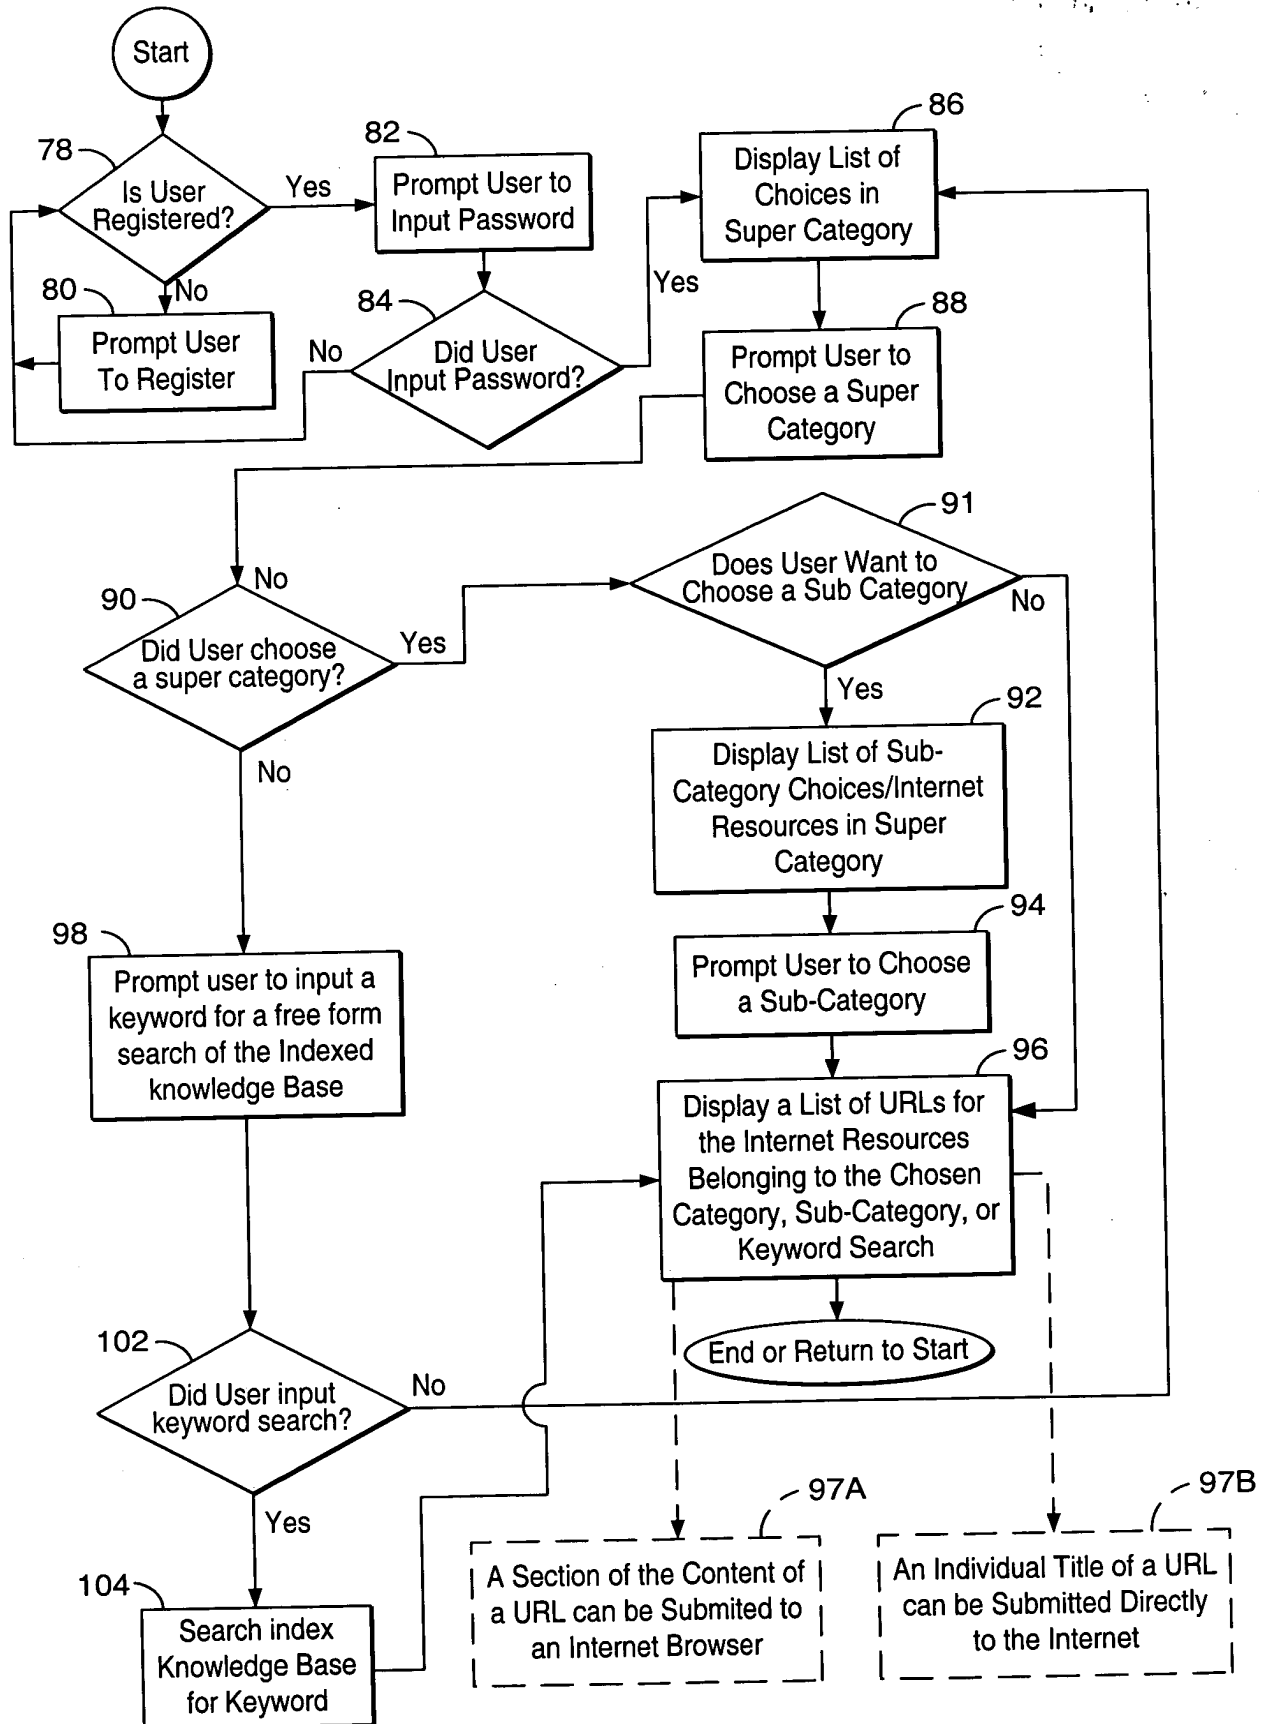 Start
78
Is User
Registered?
Yes
No
80
Prompt User
To Register
82
Prompt User to
Input Password
84
Did User
Input Password?
No
Yes
86
Display List of
Choices in
Super Category
88
Prompt User to
Choose a Super
Category
No
90
Did User choose
a super category?
Yes
No
91
Does User Want to
Choose a Sub Category
No
Yes
92
Display List of Sub-
Category Choices/Internet
Resources in Super
Category
94
Prompt User to Choose
a Sub-Category
96
Display a List of URLs for
the Internet Resources
Belonging to the Chosen
Category, Sub-Category, or
Keyword Search
End or Return to Start
98
Prompt user to input a
keyword for a free form
search of the Indexed
knowledge Base
102
Did User input
keyword search?
No
Yes
104
Search index
Knowledge Base
for Keyword
97A
A Section of the Content of
a URL can be Submited to
an Internet Browser
97B
An Individual Title of a URL
can be Submitted Directly
to the Internet